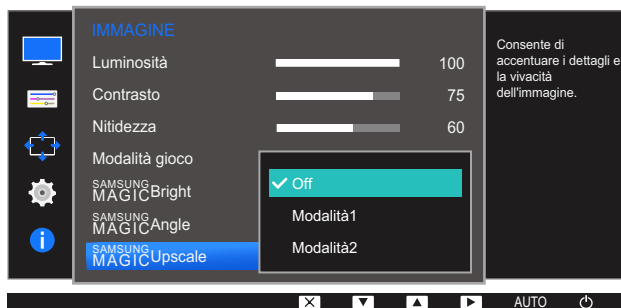 IMMAGINE
Luminosità 100
Contrasto 75
Nitidezza 60
Modalità gioco
SAMSUNG MAGIC Bright
SAMSUNG MAGIC Angle
SAMSUNG MAGIC Upscale
Off
Modalità1
Modalità2
Consente di
accentuare i dettagli e
la vivacità
dell'immagine.
AUTO